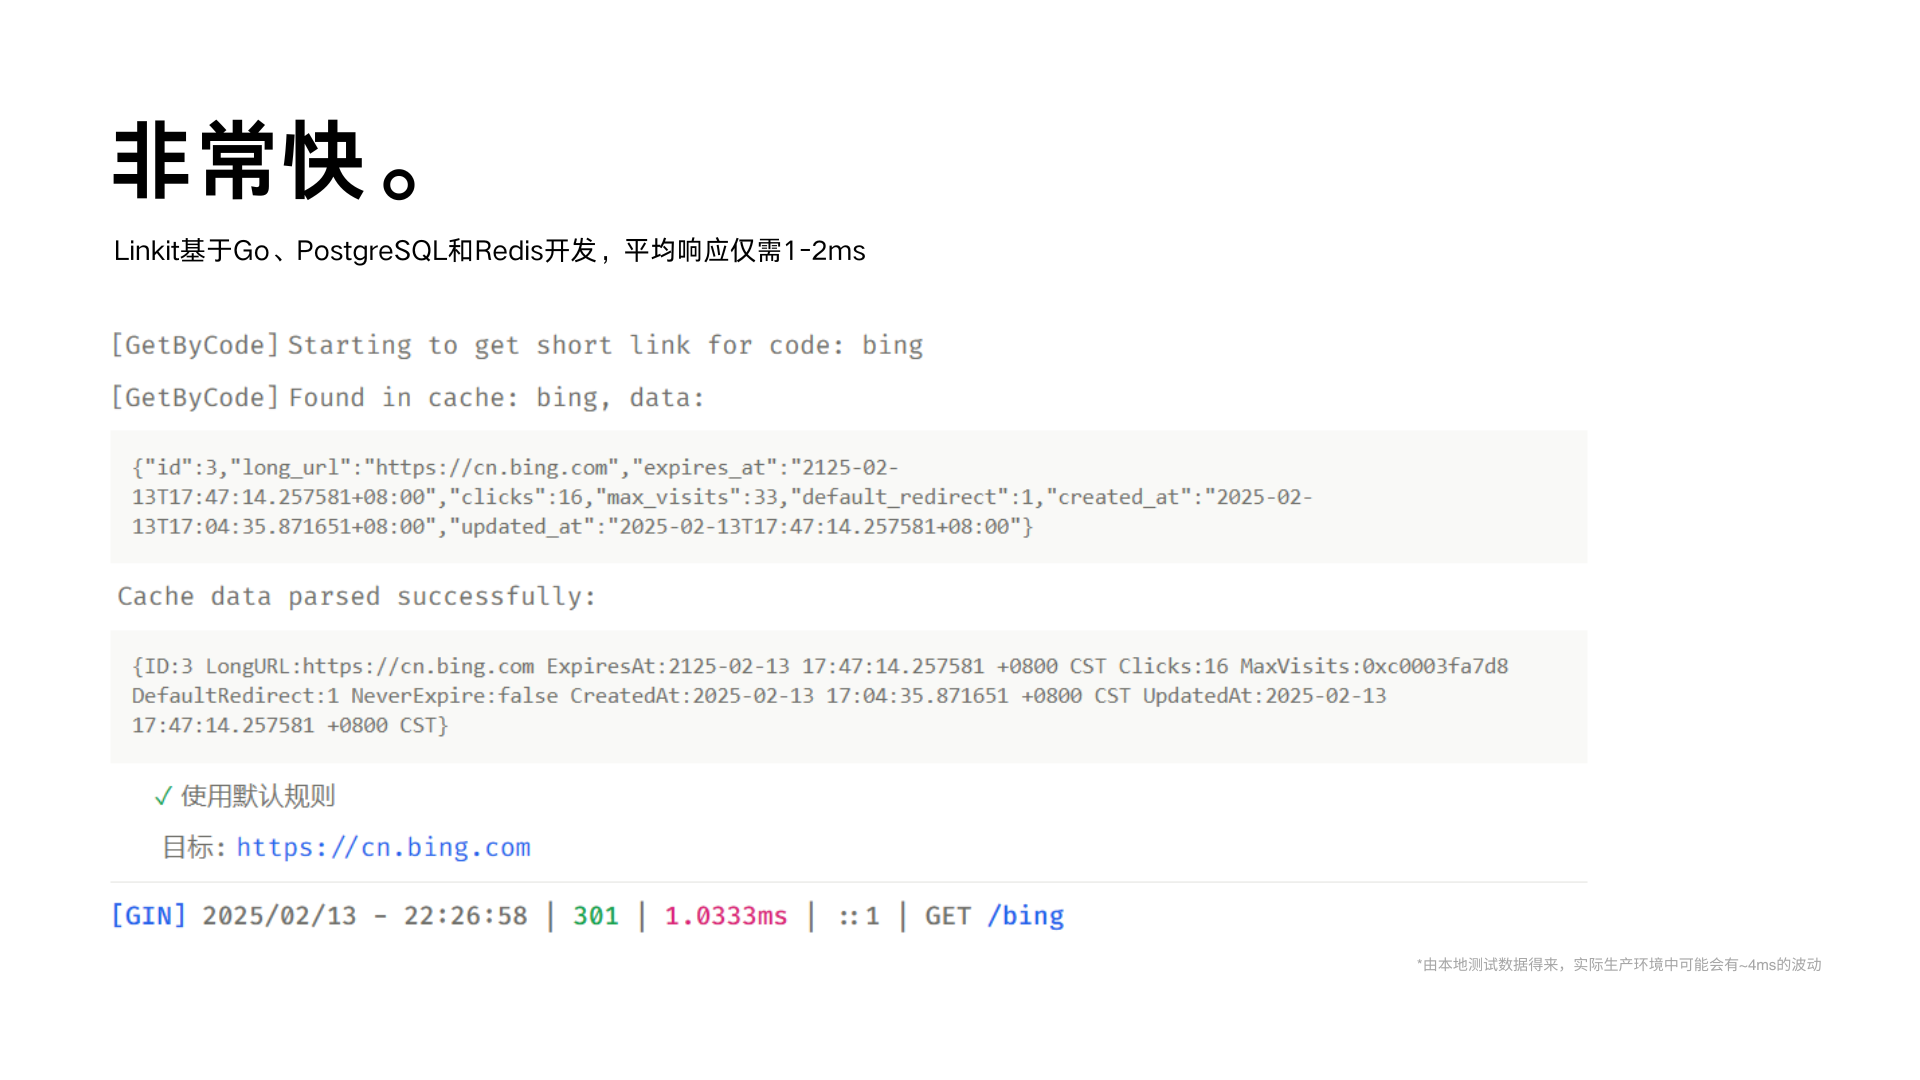 非常快。
Linkit基于Go、PostgreSQL和Redis开发，平均响应仅需1-2ms
[GetByCode] Starting to get short link for code: bing
[GetByCode] Found in cache: bing, data:
{"id":3,"long_url":"https://cn.bing.com","expires_at":"2125-02-
13T17:47:14.257581+08:00","clicks":16,"max_visits":33,"default_redirect":1,"created_at":"2025-02-
13T17:04:35.871651+08:00","updated_at":"2025-02-13T17:47:14.257581+08:00"}
Cache data parsed successfully:
{ID:3 LongURL:https://cn.bing.com ExpiresAt:2125-02-13 17:47:14.257581 +0800 CST Clicks:16 MaxVisits:0xc0003fa7d8
DefaultRedirect:1 NeverExpire:false CreatedAt:2025-02-13 17:04:35.871651 +0800 CST UpdatedAt:2025-02-13
17:47:14.257581 +0800 CST}
✓ 使用默认规则
目标: https://cn.bing.com
[GIN] 2025/02/13 - 22:26:58 | 301 | 1.0333ms | ::1 | GET /bing
*由本地测试数据得来，实际生产环境中可能会有~4ms的波动